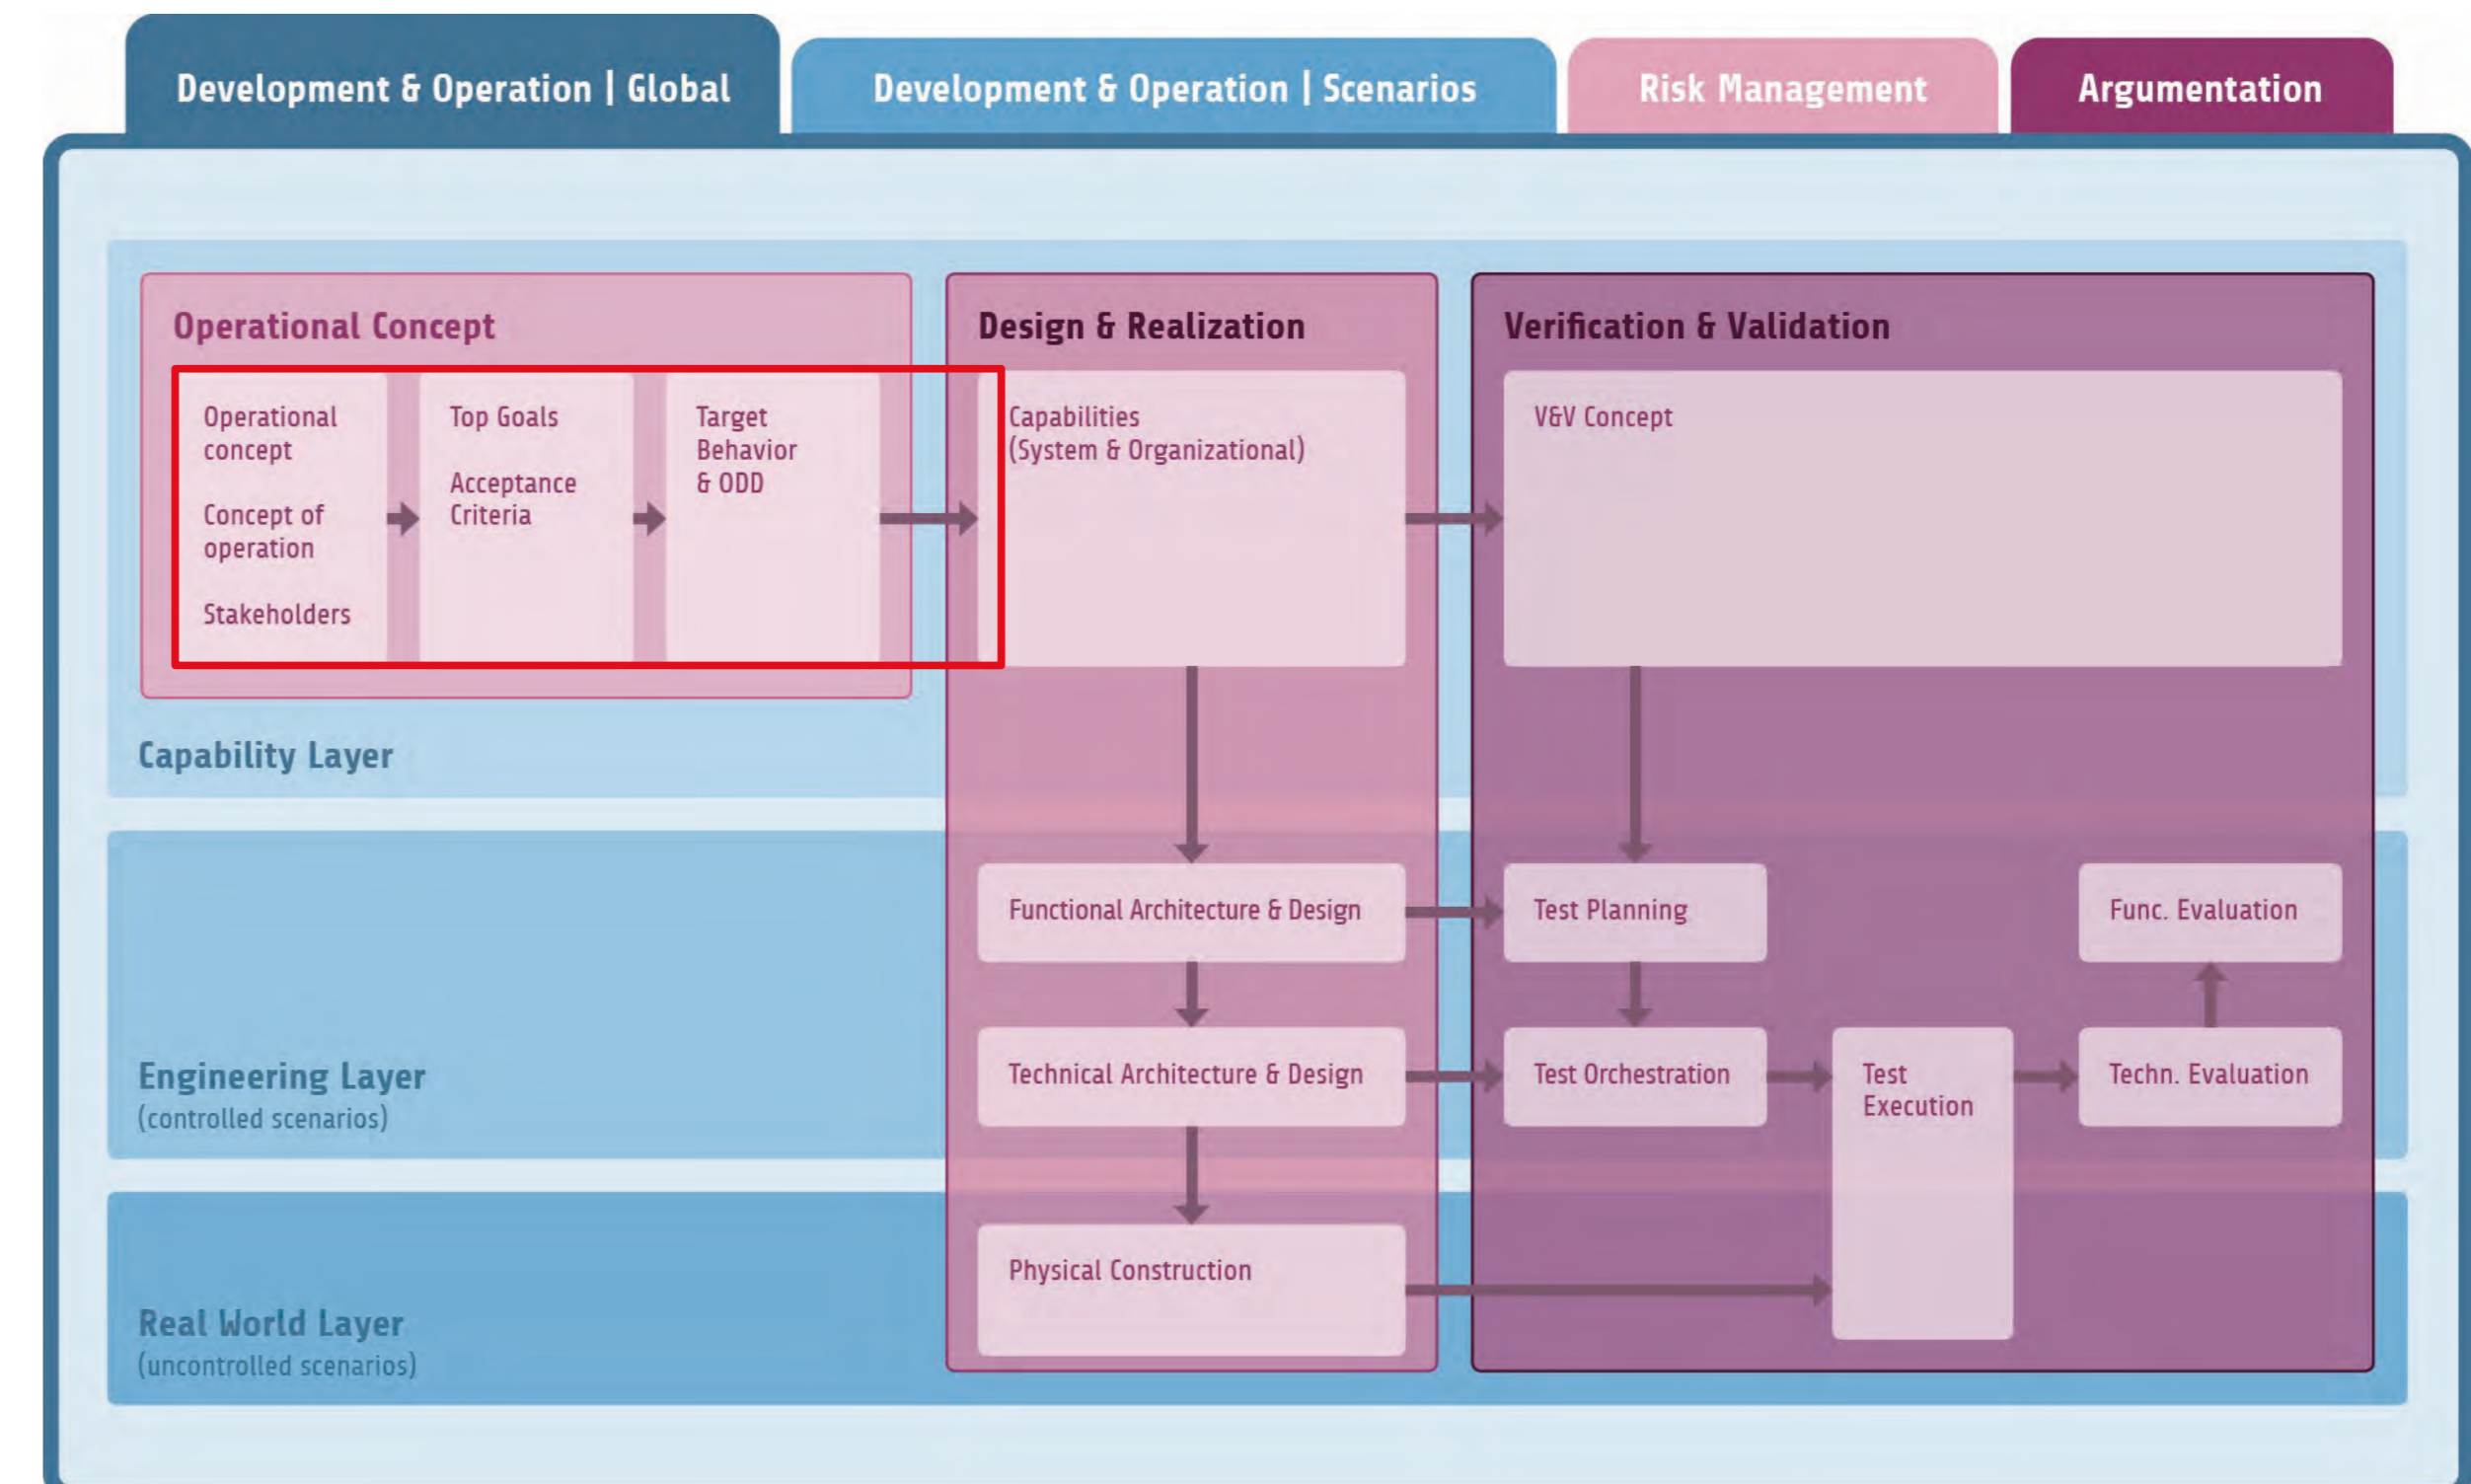 Development & Operation | Global
Development & Operation | Scenarios
Risk Management
Argumentation
Operational Concept
Operational
concept
Concept of
operation
Stakeholders
Top Goals
Acceptance
Criteria
Target
Behavior
& ODD
Design & Realization
Capabilities
(System & Organizational)
Verification & Validation
V&V Concept
Capability Layer
Functional Architecture & Design
Test Planning
Func. Evaluation
Engineering Layer
(controlled scenarios)
Technical Architecture & Design
Test Orchestration
Test
Execution
Techn. Evaluation
Real World Layer
(uncontrolled scenarios)
Physical Construction